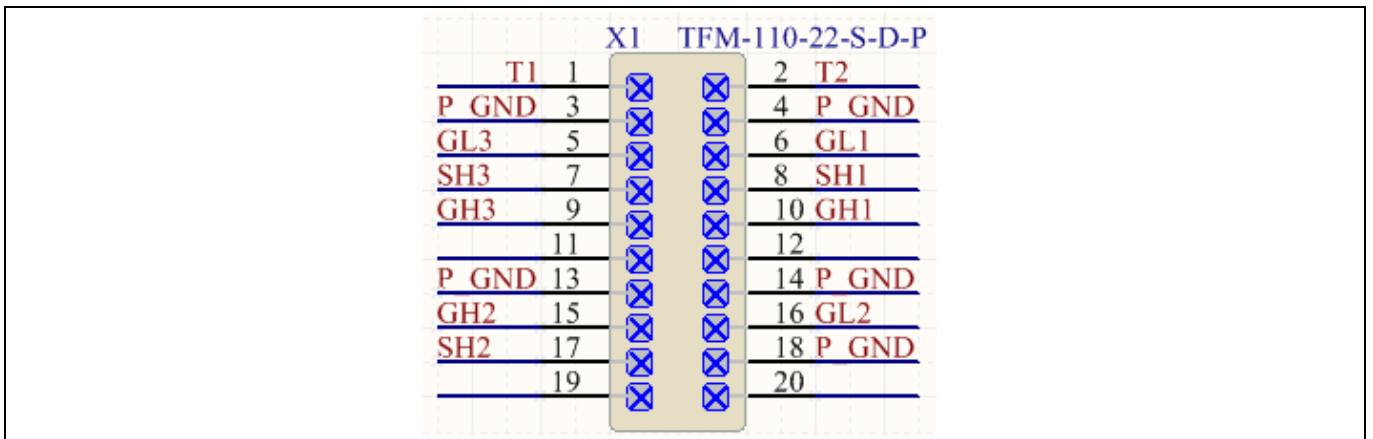 X1 TFM-110-22-S-D-P
T1 1 2 T2
P_GND 3 4 P_GND
GL3 5 6 GL1
SH3 7 8 SH1
GH3 9 10 GH1
11 12
P_GND 13 14 P_GND
GH2 15 16 GL2
SH2 17 18 P_GND
19 20